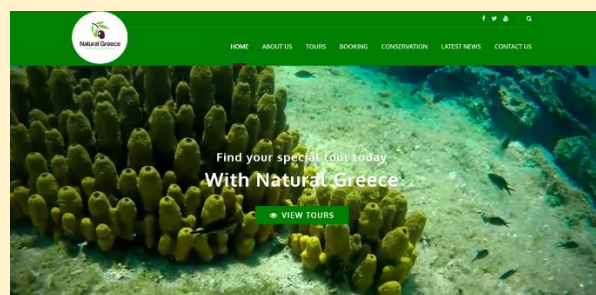 Natural Greece
HOME ABOUT US TOURS BOOKING CONSERVATION LATEST NEWS CONTACT US
Find your special tour today
With Natural Greece
VIEW TOURS